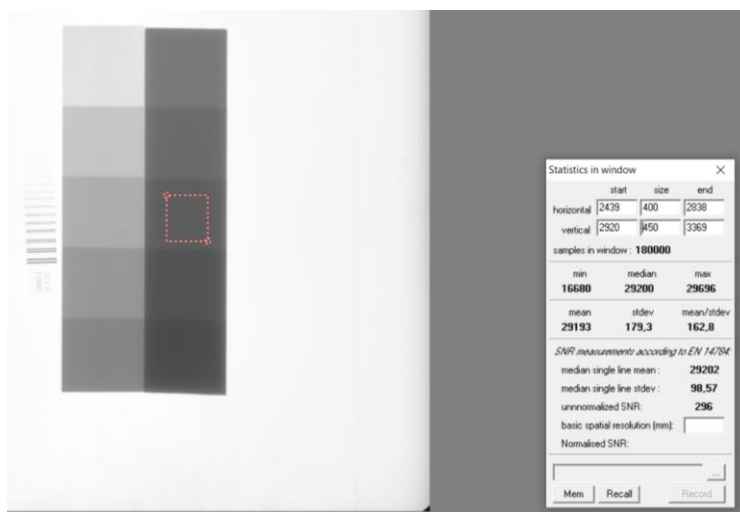 Statistics in window
start size end
horizontal 2439 400 2838
vertical 2920 450 3369
samples in window : 180000
min median max
16680 29200 29696
mean stdev mean/stdev
29193 179,3 162,8
SNR measurements according to EN 14784:
median single line mean : 29202
median single line stdev : 98,57
unnnormalized SNR: 296
basic spatial resolution (mm):
Normalised SNR:
...
Mem Recall Record